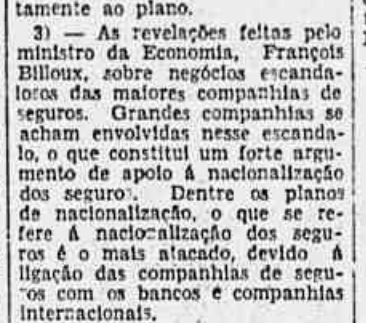 tamente ao plano.
3) — As revelações feitas pelo
ministro da Economia, François
Billoux, sobre negócios escanda-
losos das maiores companhias de
seguros. Grandes companhias se
acham envolvidas nesse escanda-
lo, o que constitui um forte argu-
mento de apoio á nacionalização
dos seguros. Dentre os planos
de nacionalização, o que se re-
fere á nacionalização dos segu-
ros é o mais atacado, devido á
ligação das companhias de segu-
ros com os bancos e companhias
internacionais.